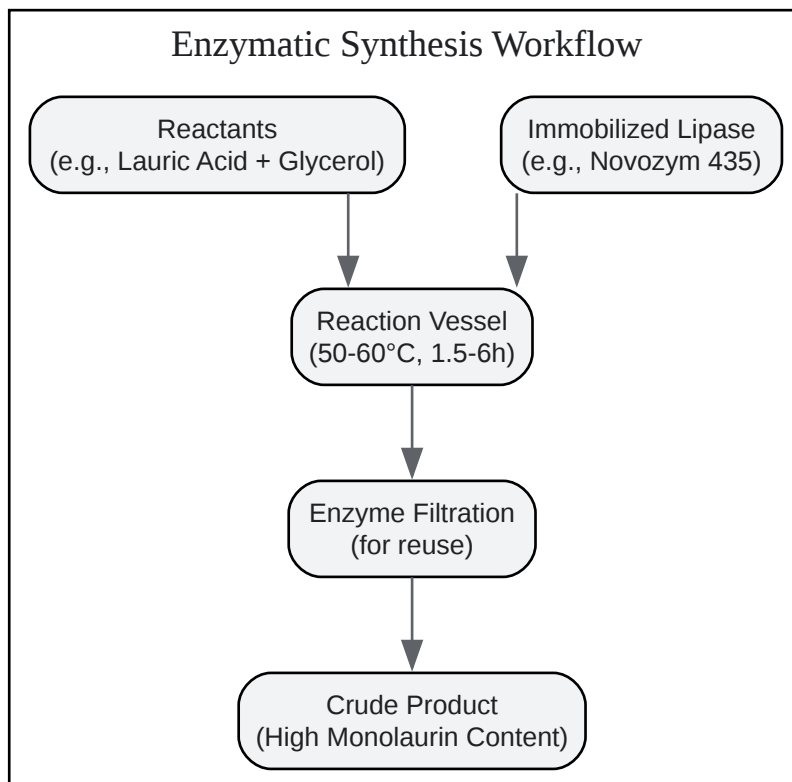 Enzymatic Synthesis Workflow
Reactants
(e.g., Lauric Acid + Glycerol)
Immobilized Lipase
(e.g., Novozym 435)
Reaction Vessel
(50-60°C, 1.5-6h)
Enzyme Filtration
(for reuse)
Crude Product
(High Monolaurin Content)